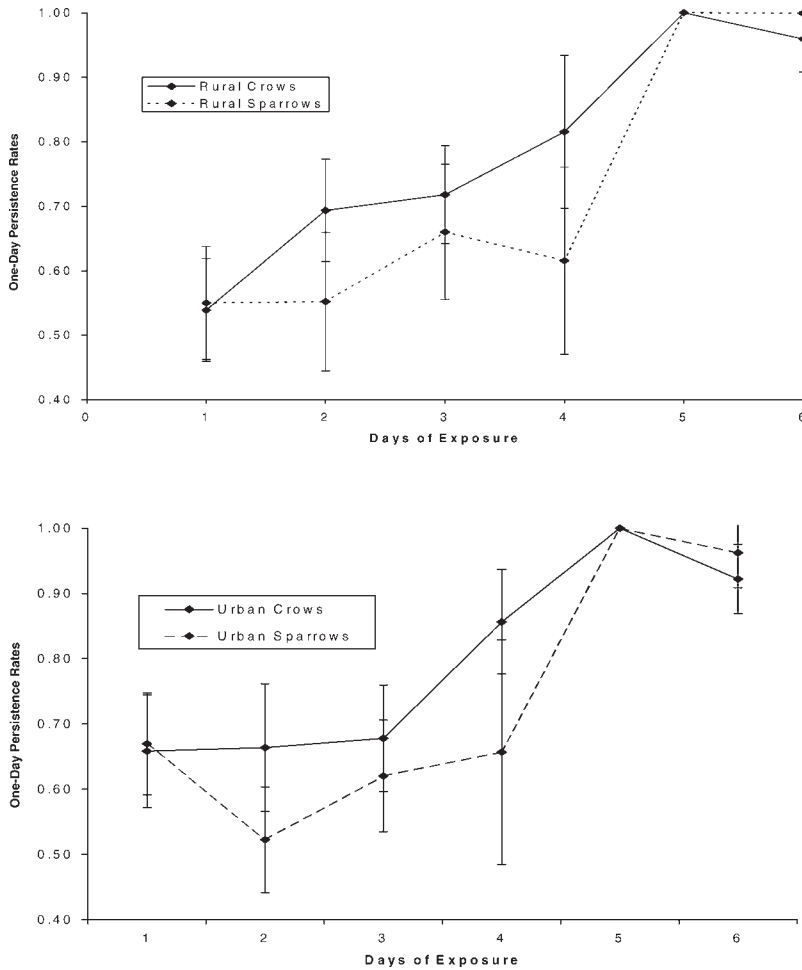 1.00
0.90
0.80
0.70
0.60
0.50
0.40
One-Day Persistence Rates
Rural Crows
Rural Sparrows
0 1 2 3 4 5 6
Days of Exposure
1.00
0.90
0.80
0.70
0.60
0.50
0.40
One-Day Persistence Rates
Urban Crows
Urban Sparrows
1 2 3 4 5 6
Days of Exposure